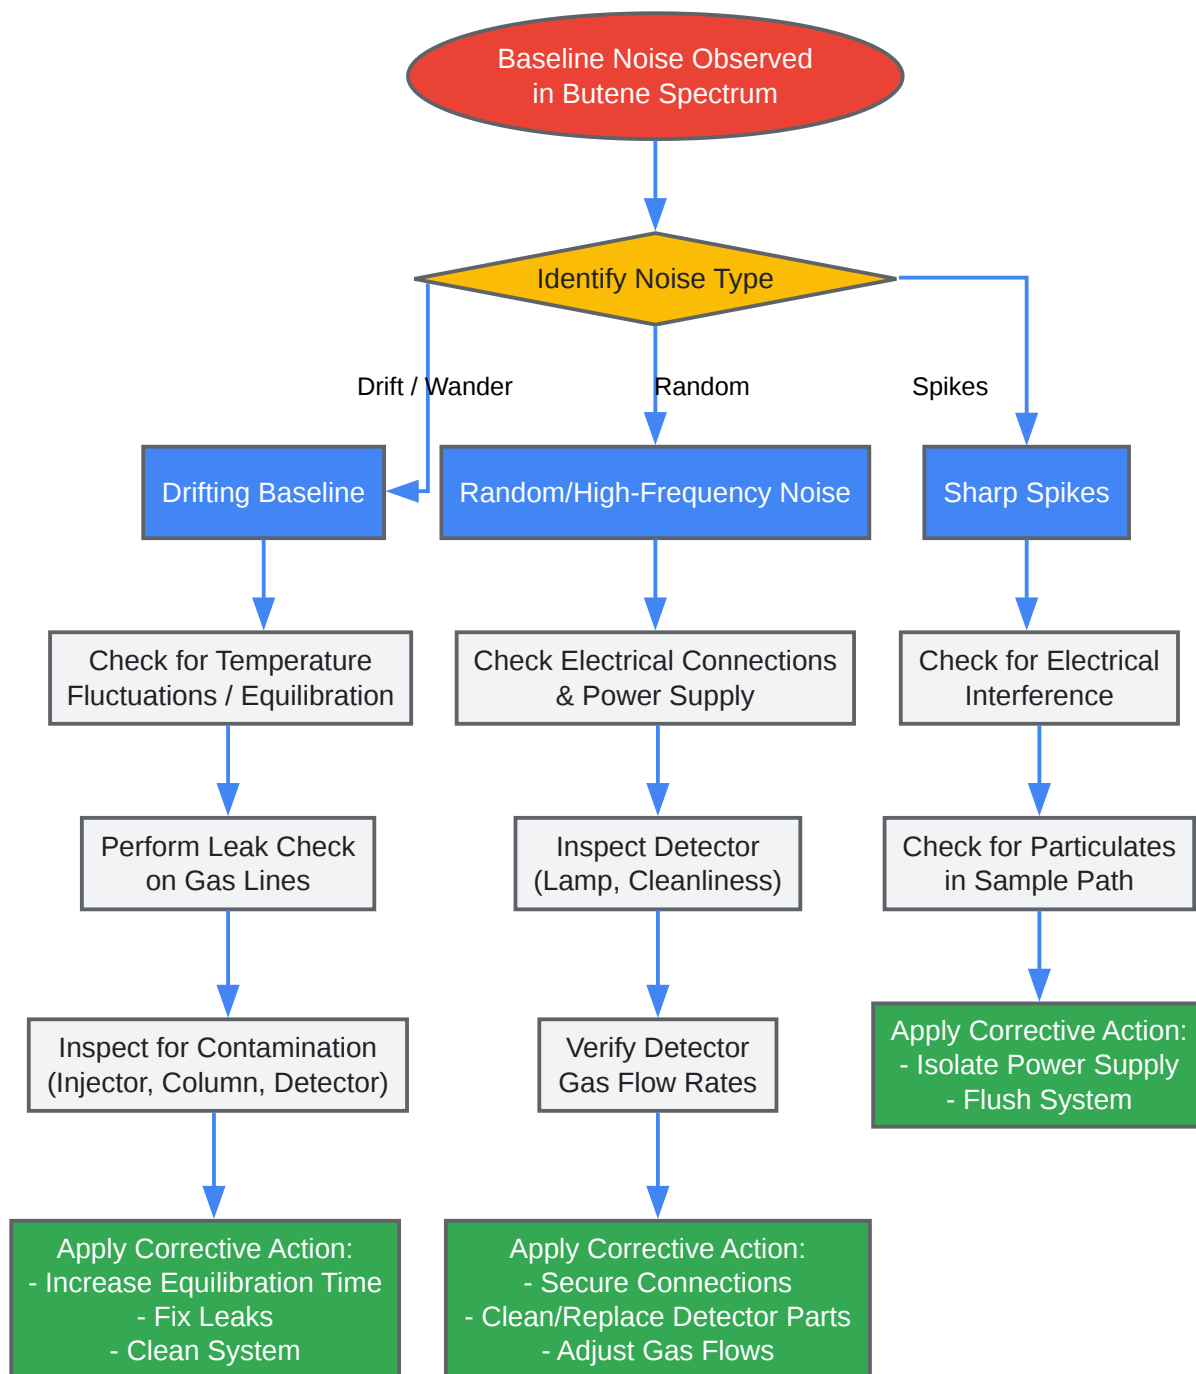 Baseline Noise Observed
in Butene Spectrum
Identify Noise Type
Drift / Wander
Random
Spikes
Drifting Baseline
Random/High-Frequency Noise
Sharp Spikes
Check for Temperature
Fluctuations / Equilibration
Check Electrical Connections
& Power Supply
Check for Electrical
Interference
Perform Leak Check
on Gas Lines
Inspect Detector
(Lamp, Cleanliness)
Check for Particulates
in Sample Path
Inspect for Contamination
(Injector, Column, Detector)
Verify Detector
Gas Flow Rates
Apply Corrective Action:
- Isolate Power Supply
- Flush System
Apply Corrective Action:
- Increase Equilibration Time
- Fix Leaks
- Clean System
Apply Corrective Action:
- Secure Connections
- Clean/Replace Detector Parts
- Adjust Gas Flows